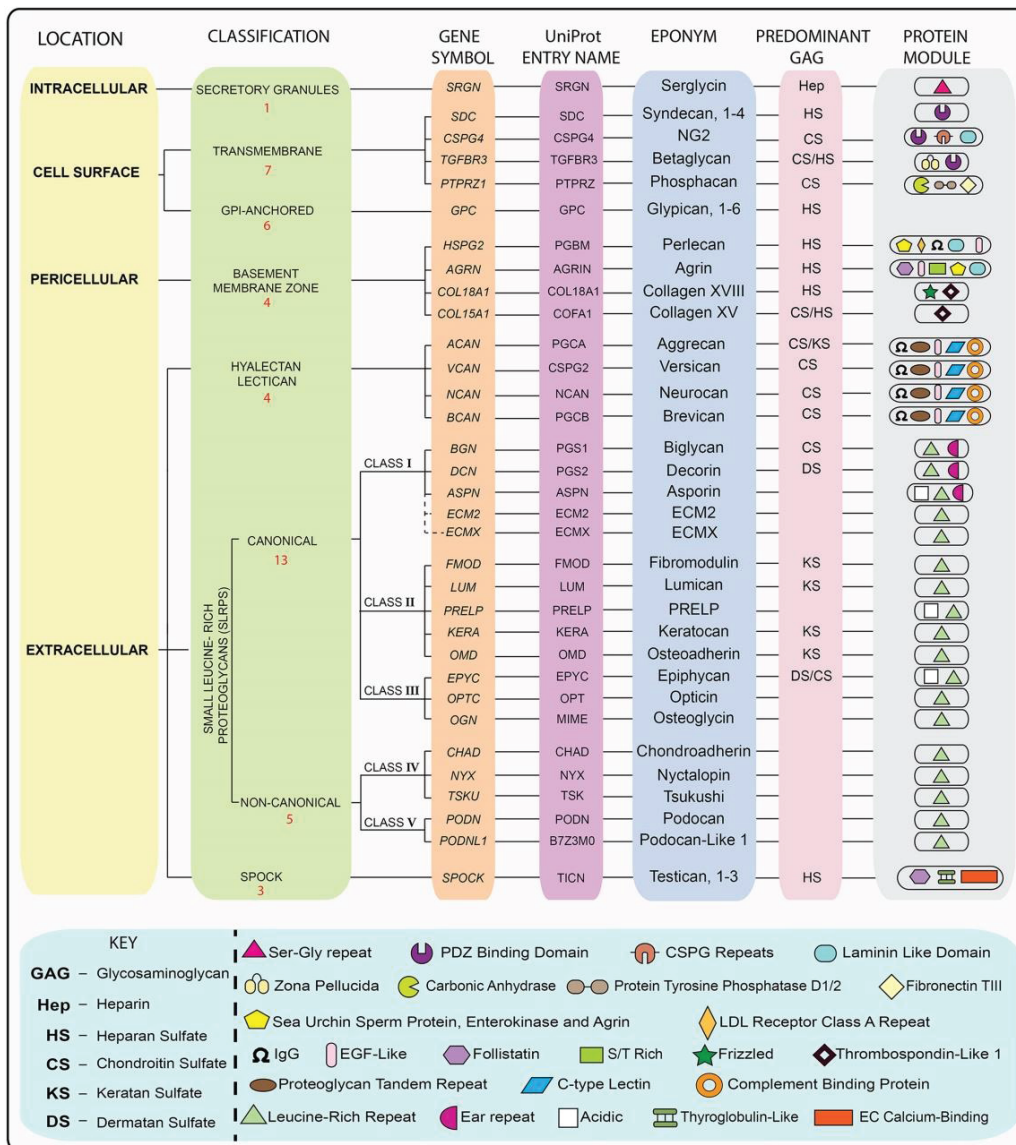 LOCATION CLASSIFICATION GENE SYMBOL UniProt ENTRY NAME EPONYM PREDOMINANT GAG PROTEIN MODULE
INTRACELLULAR SECRETORY GRANULES SRGN SRGN Serglycin Hep
1
SDC SDC Syndecan, 1-4 HS
CSPG4 CSPG4 NG2 CS
TRANSMEMBRANE TGFBR3 TGFBR3 Betaglycan CS/HS
7
CELL SURFACE
PTPRZ1 PTPRZ Phosphacan CS
GPI-ANCHORED GPC GPC Glypican, 1-6 HS
6
HSPG2 PGBM Perlecan HS
PERICELLULAR BASEMENT MEMBRANE ZONE AGRN AGRIN Agrin HS
4
COL18A1 COL18A1 Collagen XVIII HS
COL15A1 COFA1 Collagen XV CS/HS
ACAN PGCA Aggrecan CS/KS
HYALECTAN LECTICAN VCAN CSPG2 Versican CS
4
NCAN NCAN Neurocan CS
BCAN PGCB Brevican CS
CLASS I BGN PGS1 Biglycan CS
DCN PGS2 Decorin DS
ASPN ASPN Asporin
ECM2 ECM2 ECM2
ECMX ECMX ECMX
CANONICAL
13
FMOD FMOD Fibromodulin KS
LUM LUM Lumican KS
CLASS II PRELP PRELP PRELP
KERA KERA Keratocan KS
EXTRACELLULAR OMD OMD Osteoadherin KS
SMALL LEUCINE- RICH
PROTEOGLYCANS (SLRPS)
EPYC EPYC Epiphycan DS/CS
CLASS III OPTC OPT Opticin
OGN MIME Osteoglycin
CHAD CHAD Chondroadherin
CLASS IV NYX NYX Nyctalopin
TSKU TSK Tsukushi
NON-CANONICAL
5
CLASS V PODN PODN Podocan
PODNL1 B7Z3M0 Podocan-Like 1
SPOCK SPOCK TICN Testican, 1-3 HS
3
KEY
GAG – Glycosaminoglycan
Hep – Heparin
HS – Heparan Sulfate
CS – Chondroitin Sulfate
KS – Keratan Sulfate
DS – Dermatan Sulfate
Ser-Gly repeat PDZ Binding Domain CSPG Repeats Laminin Like Domain
Zona Pellucida Carbonic Anhydrase Protein Tyrosine Phosphatase D1/2 Fibronectin TIII
Sea Urchin Sperm Protein, Enterokinase and Agrin LDL Receptor Class A Repeat
Ω IgG EGF-Like Follistatin S/T Rich Frizzled Thrombospondin-Like 1
Proteoglycan Tandem Repeat C-type Lectin Complement Binding Protein
Leucine-Rich Repeat Ear repeat Acidic Thyroglobulin-Like EC Calcium-Binding